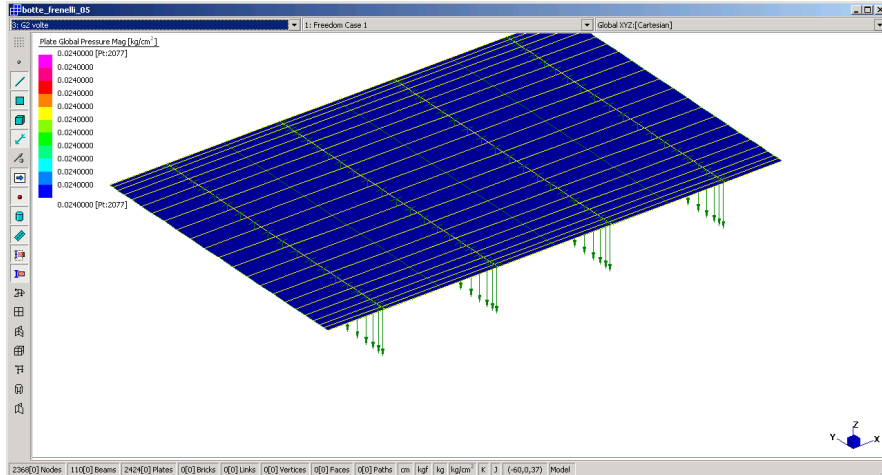 botte_frenelli_05
3: G2 volte
1: Freedom Case 1
Global XYZ:[Cartesian]
Plate Global Pressure Mag [kg/cm²]
0.0240000 [Pt:2077]
0.0240000
0.0240000
0.0240000
0.0240000
0.0240000
0.0240000
0.0240000
0.0240000
0.0240000
0.0240000 [Pt:2077]
Z
Y
X
2368[0] Nodes 110[0] Beams 2424[0] Plates 0[0] Bricks 0[0] Links 0[0] Vertices 0[0] Faces 0[0] Paths cm kgf kg kg/cm² K J (-60,0,37) Model